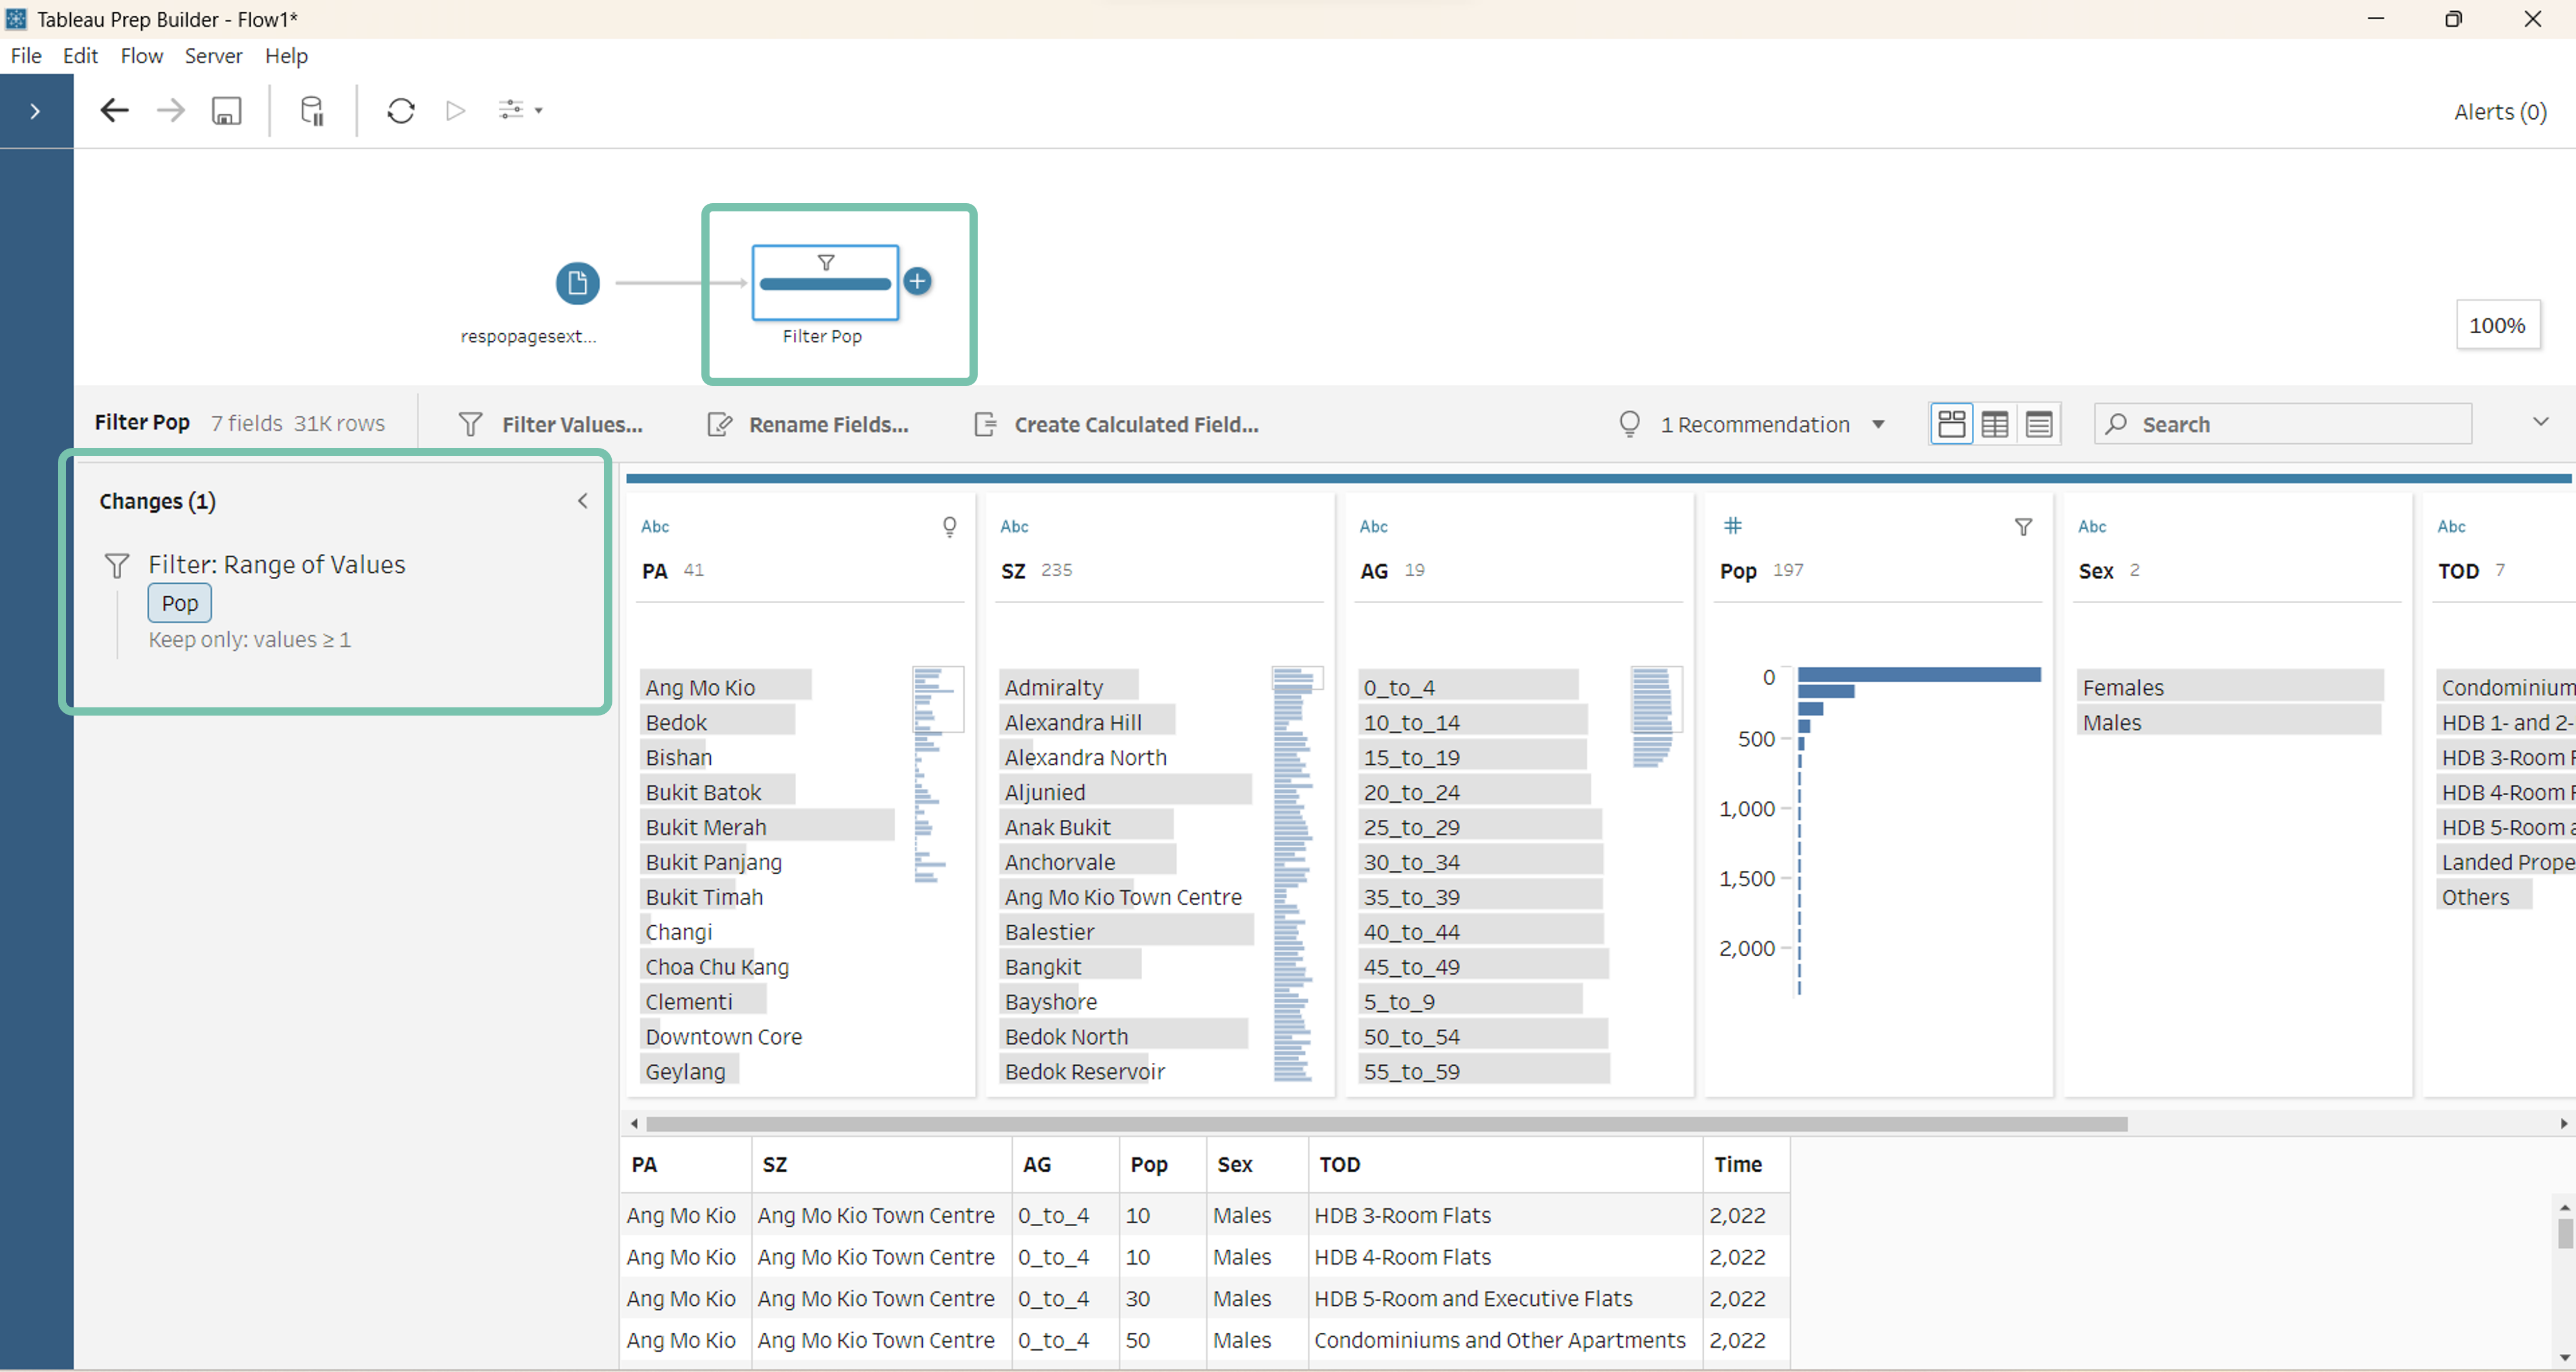 Tableau Prep Builder - Flow1*
File Edit Flow Server Help
Alerts (0)
respopagesext...
Filter Pop
100%
Filter Pop 7 fields 31K rows Filter Values... Rename Fields... Create Calculated Field... 1 Recommendation Search
Changes (1)
Filter: Range of Values
Pop
Keep only: values ≥ 1
Abc
PA 41
Ang Mo Kio
Bedok
Bishan
Bukit Batok
Bukit Merah
Bukit Panjang
Bukit Timah
Changi
Choa Chu Kang
Clementi
Downtown Core
Geylang
Abc
SZ 235
Admiralty
Alexandra Hill
Alexandra North
Aljunied
Anak Bukit
Anchorvale
Ang Mo Kio Town Centre
Balestier
Bangkit
Bayshore
Bedok North
Bedok Reservoir
Abc
AG 19
0_to_4
10_to_14
15_to_19
20_to_24
25_to_29
30_to_34
35_to_39
40_to_44
45_to_49
5_to_9
50_to_54
55_to_59
#
Pop 197
0
500
1,000
1,500
2,000
Abc
Sex 2
Females
Males
Abc
TOD 7
Condominium
HDB 1- and 2-
HDB 3-Room F
HDB 4-Room F
HDB 5-Room a
Landed Prope
Others
PA SZ AG Pop Sex TOD Time
Ang Mo Kio Ang Mo Kio Town Centre 0_to_4 10 Males HDB 3-Room Flats 2,022
Ang Mo Kio Ang Mo Kio Town Centre 0_to_4 10 Males HDB 4-Room Flats 2,022
Ang Mo Kio Ang Mo Kio Town Centre 0_to_4 30 Males HDB 5-Room and Executive Flats 2,022
Ang Mo Kio Ang Mo Kio Town Centre 0_to_4 50 Males Condominiums and Other Apartments 2,022